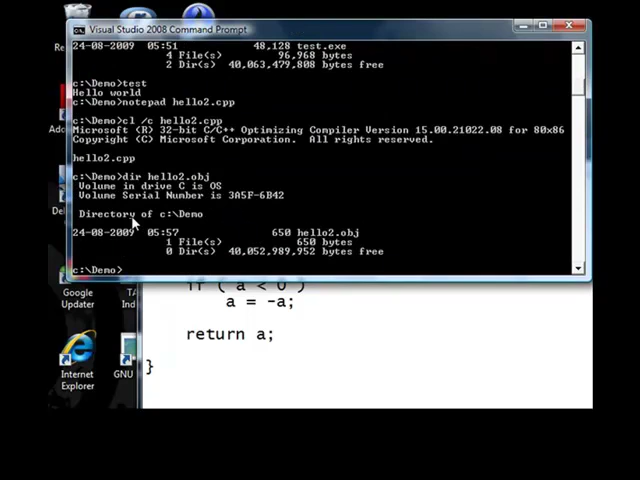 Visual Studio 2008 Command Prompt
24-08-2009 05:51 48,128 test.exe
4 File(s) 96,968 bytes
2 Dir(s) 40,063,479,808 bytes free
c:\Demo>test
Hello world
c:\Demo>notepad hello2.cpp
c:\Demo>cl /c hello2.cpp
Microsoft (R) 32-bit C/C++ Optimizing Compiler Version 15.00.21022.08 for 80x86
Copyright (C) Microsoft Corporation. All rights reserved.
hello2.cpp
c:\Demo>dir hello2.obj
Volume in drive C is OS
Volume Serial Number is 3A5F-6B42
Directory of c:\Demo
24-08-2009 05:57 650 hello2.obj
1 File(s) 650 bytes
0 Dir(s) 40,052,989,952 bytes free
c:\Demo>
if ( a < 0 )
a = -a;
return a;
}
Google
Updater
Internet
Explorer
GNU